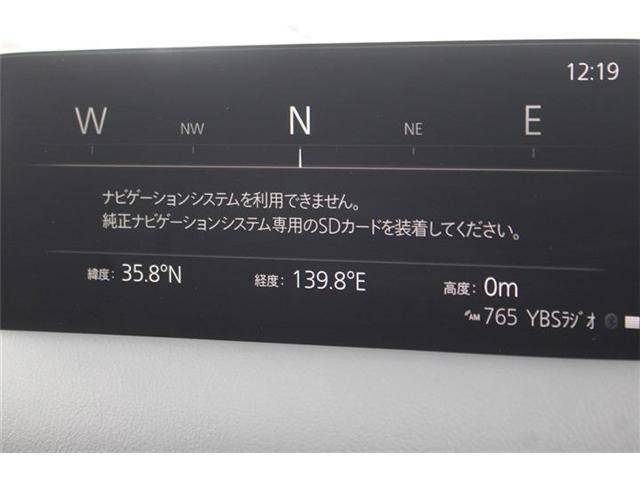 12:19
W NW N NE E
ナビゲーションシステムを利用できません。
純正ナビゲーションシステム専用のSDカードを装着してください。
緯度: 35.8°N 経度: 139.8°E 高度: 0m
AM 765 YBSラジオ